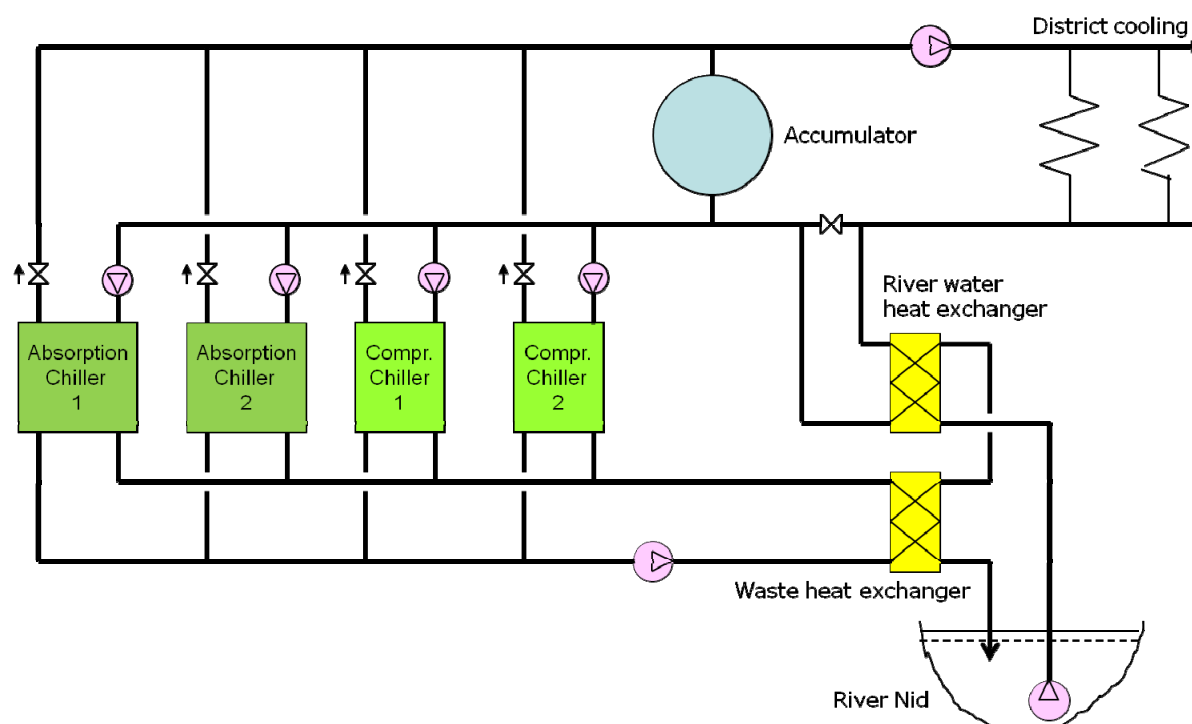 District cooling
Accumulator
River water
heat exchanger
Absorption
Chiller
1
Absorption
Chiller
2
Compr.
Chiller
1
Compr.
Chiller
2
Waste heat exchanger
River Nid